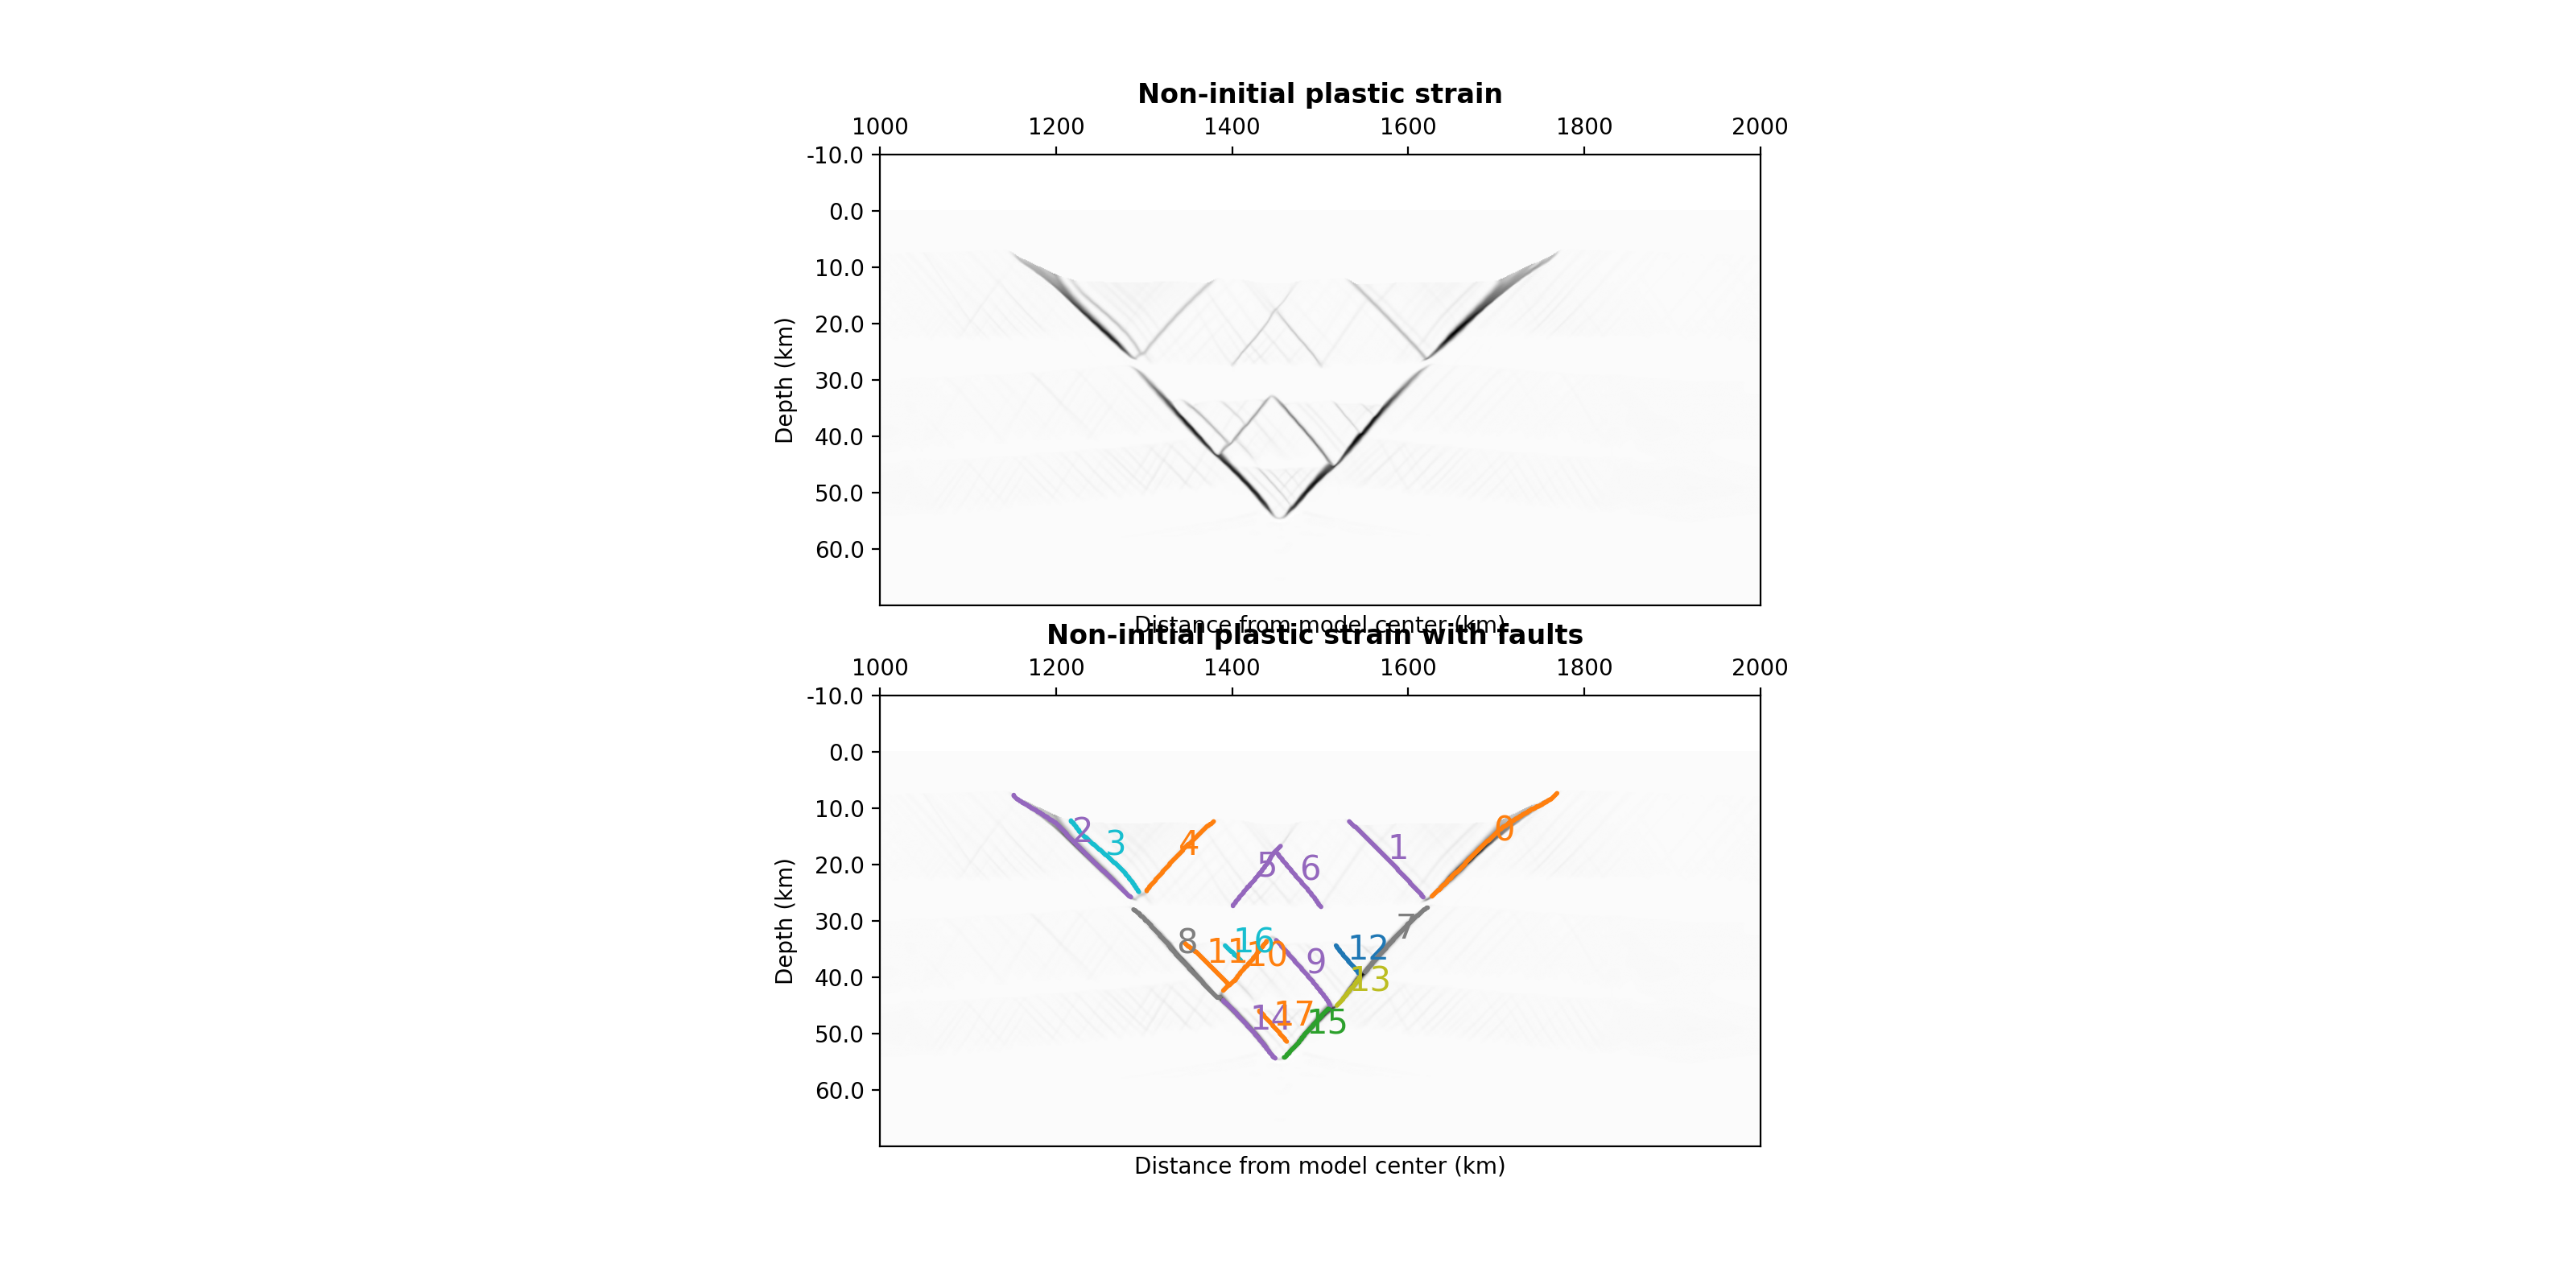 Non-initial plastic strain
1000 1200 1400 1600 1800 2000
-10.0
0.0
10.0
20.0
30.0
40.0
50.0
60.0
Depth (km)
Distance from model center (km)
Non-initial plastic strain with faults
1000 1200 1400 1600 1800 2000
-10.0
0.0
10.0
20.0
30.0
40.0
50.0
60.0
Depth (km)
2 3 4 5 6 1 0
8 11 16 10 9 12 7
13
14 17 15
Distance from model center (km)